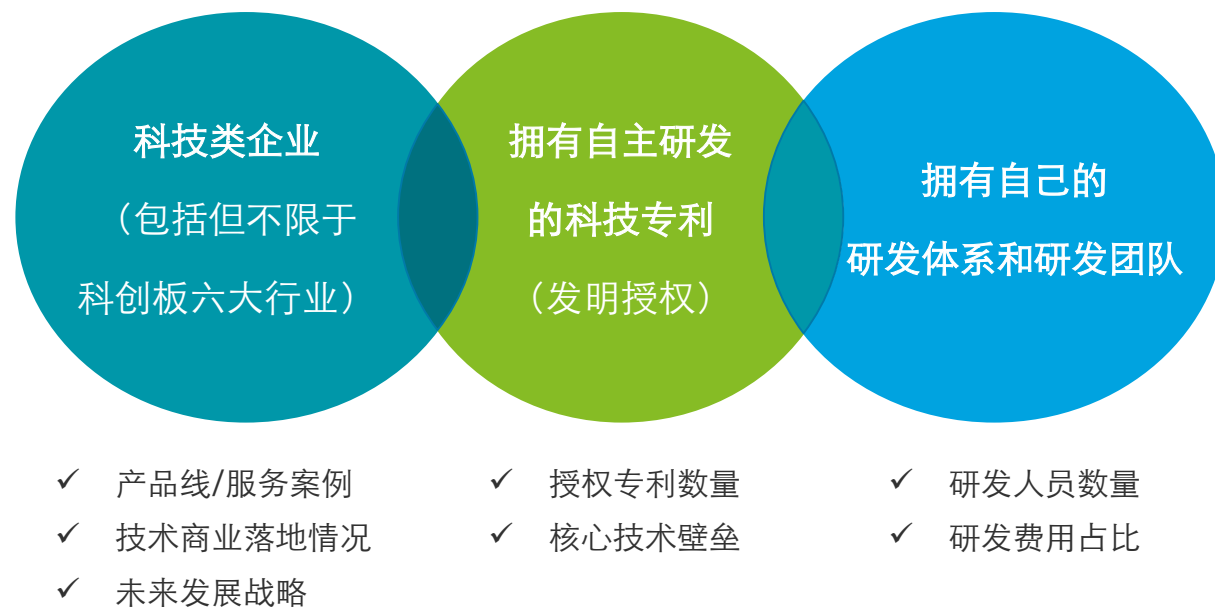 科技类企业
（包括但不限于
科创板六大行业）
拥有自主研发
的科技专利
（发明授权）
拥有自己的
研发体系和研发团队
✓ 产品线/服务案例
✓ 技术商业落地情况
✓ 未来发展战略
✓ 授权专利数量
✓ 核心技术壁垒
✓ 研发人员数量
✓ 研发费用占比